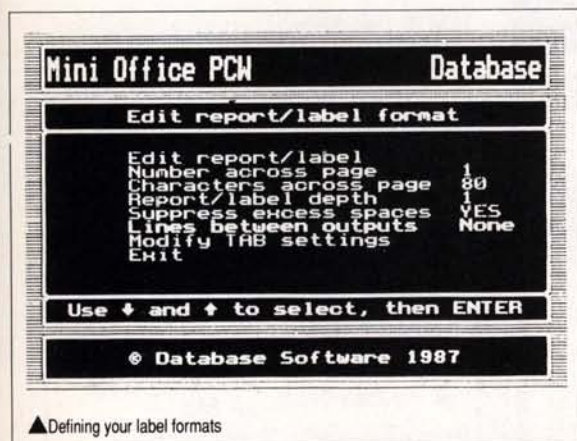 Mini Office PCW Database
Edit report/label format
Edit report/label
Number across page 1
Characters across page 80
Report/label depth 1
Suppress excess spaces YES
Lines between outputs None
Modify TAB settings
Exit
Use ↓ and ↑ to select, then ENTER
© Database Software 1987
▲Defining your label formats